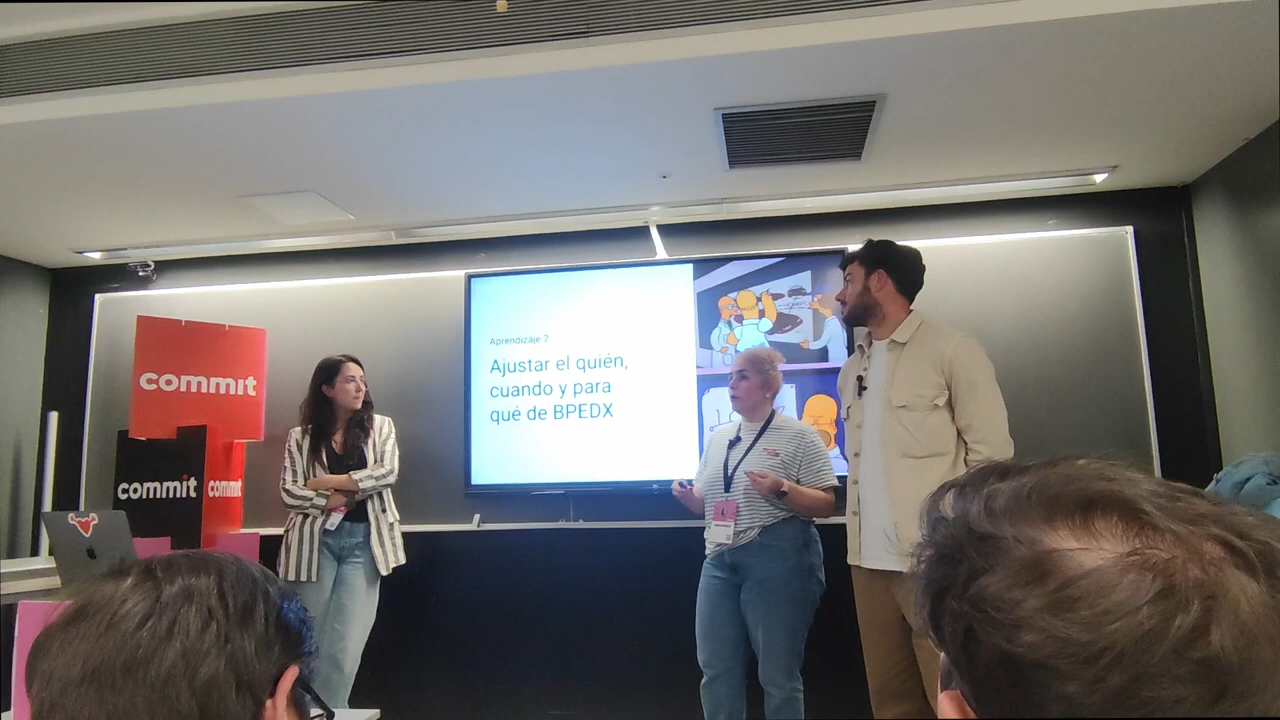 commit
commit
commit
Aprendizaje 2
Ajustar el quién,
cuando y para
qué de BPEDX